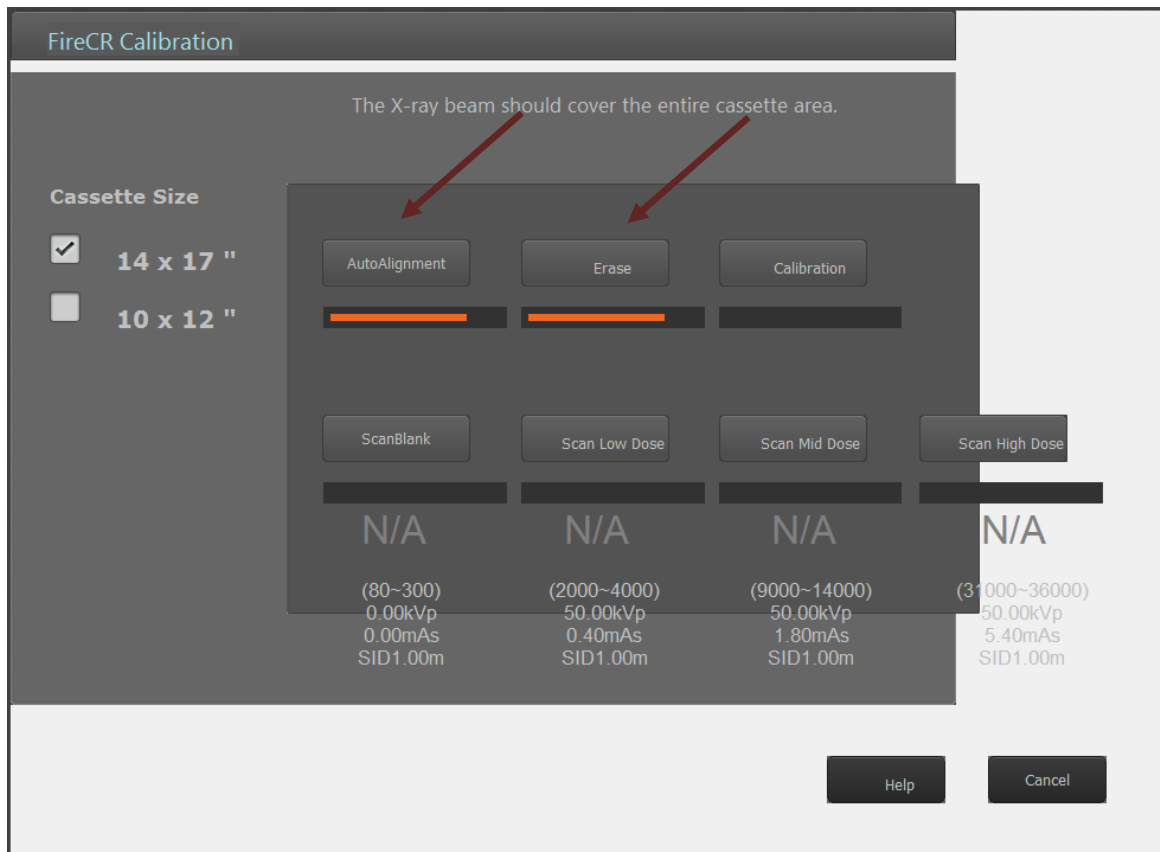 FireCR Calibration
The X-ray beam should cover the entire cassette area.
Cassette Size
14 x 17 "
10 x 12 "
AutoAlignment Erase Calibration
ScanBlank Scan Low Dose Scan Mid Dose Scan High Dose
N/A N/A N/A N/A
(80~300) (2000~4000) (9000~14000) (31000~36000)
0.00kVp 50.00kVp 50.00kVp 50.00kVp
0.00mAs 0.40mAs 1.80mAs 5.40mAs
SID1.00m SID1.00m SID1.00m SID1.00m
Help Cancel